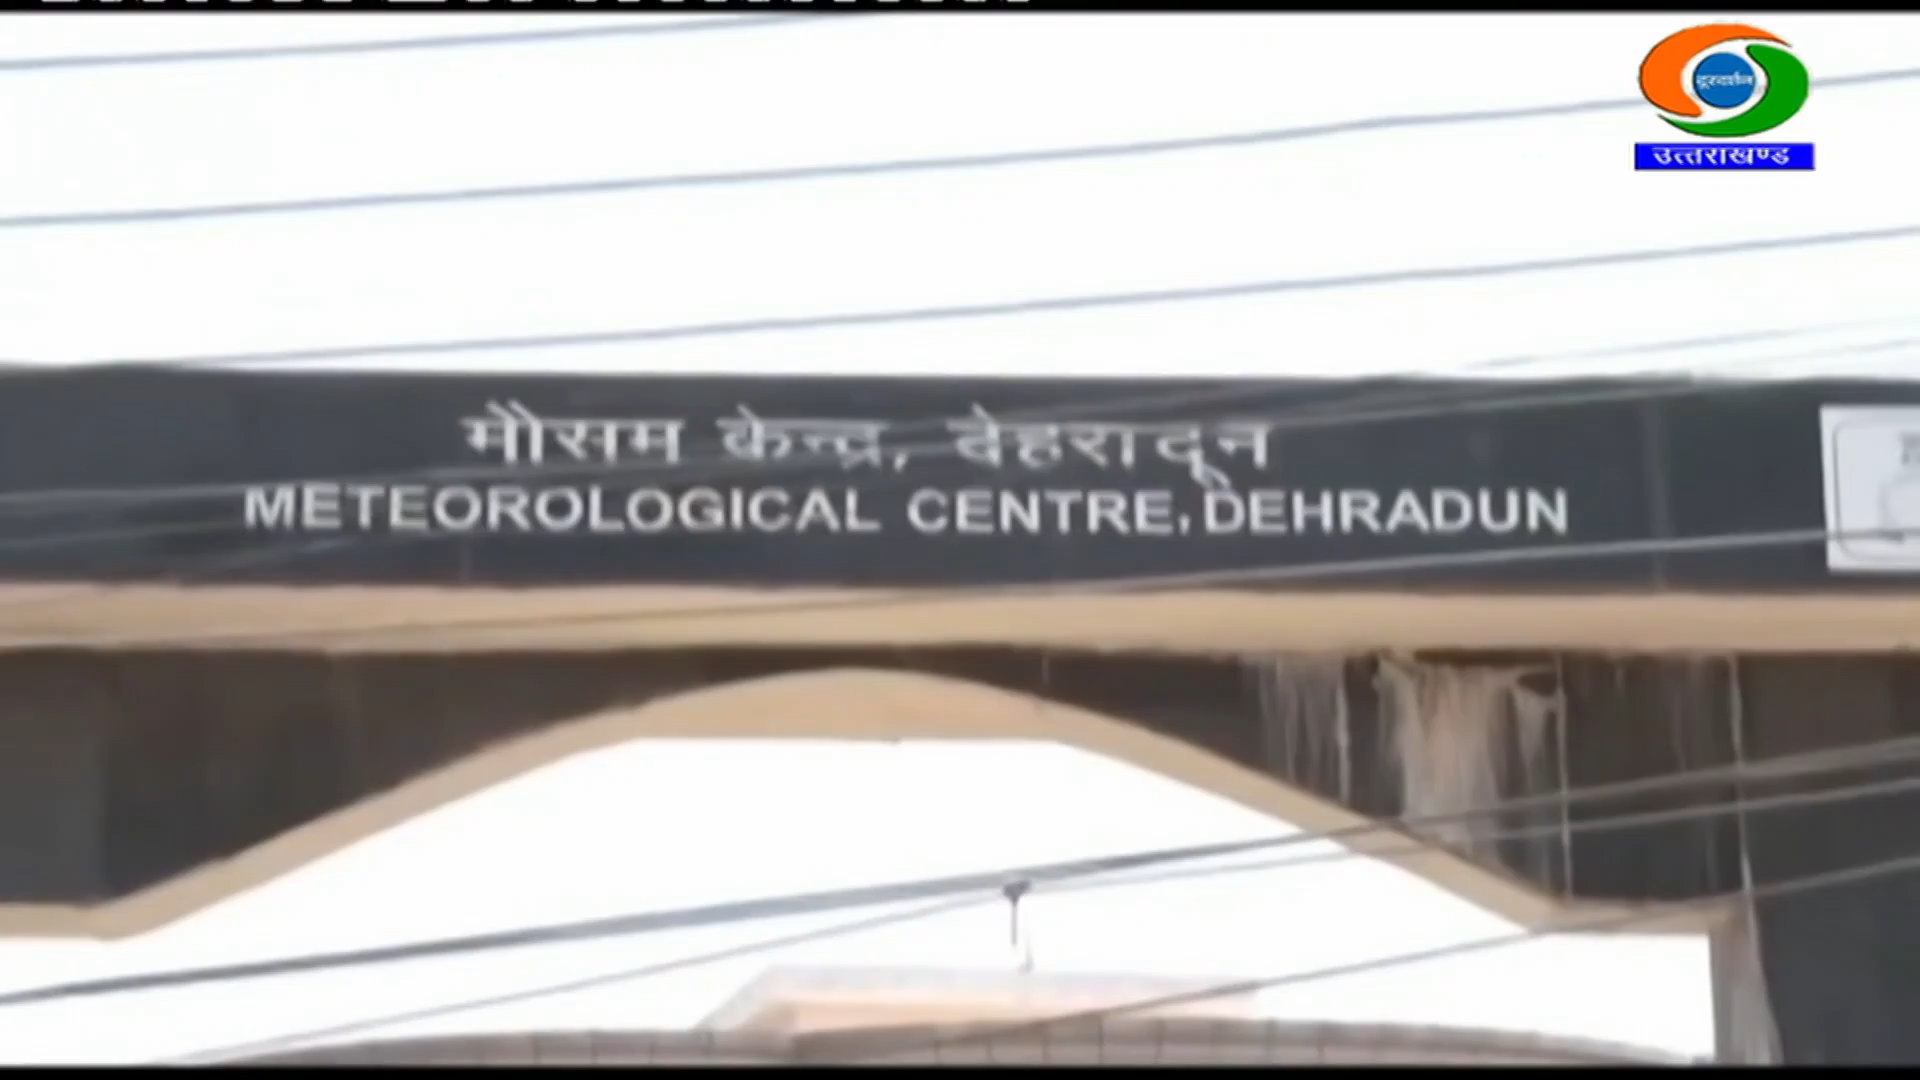 दूरदर्शन
उत्तराखण्ड
मौसम केन्द्र, देहरादून
METEOROLOGICAL CENTRE, DEHRADUN